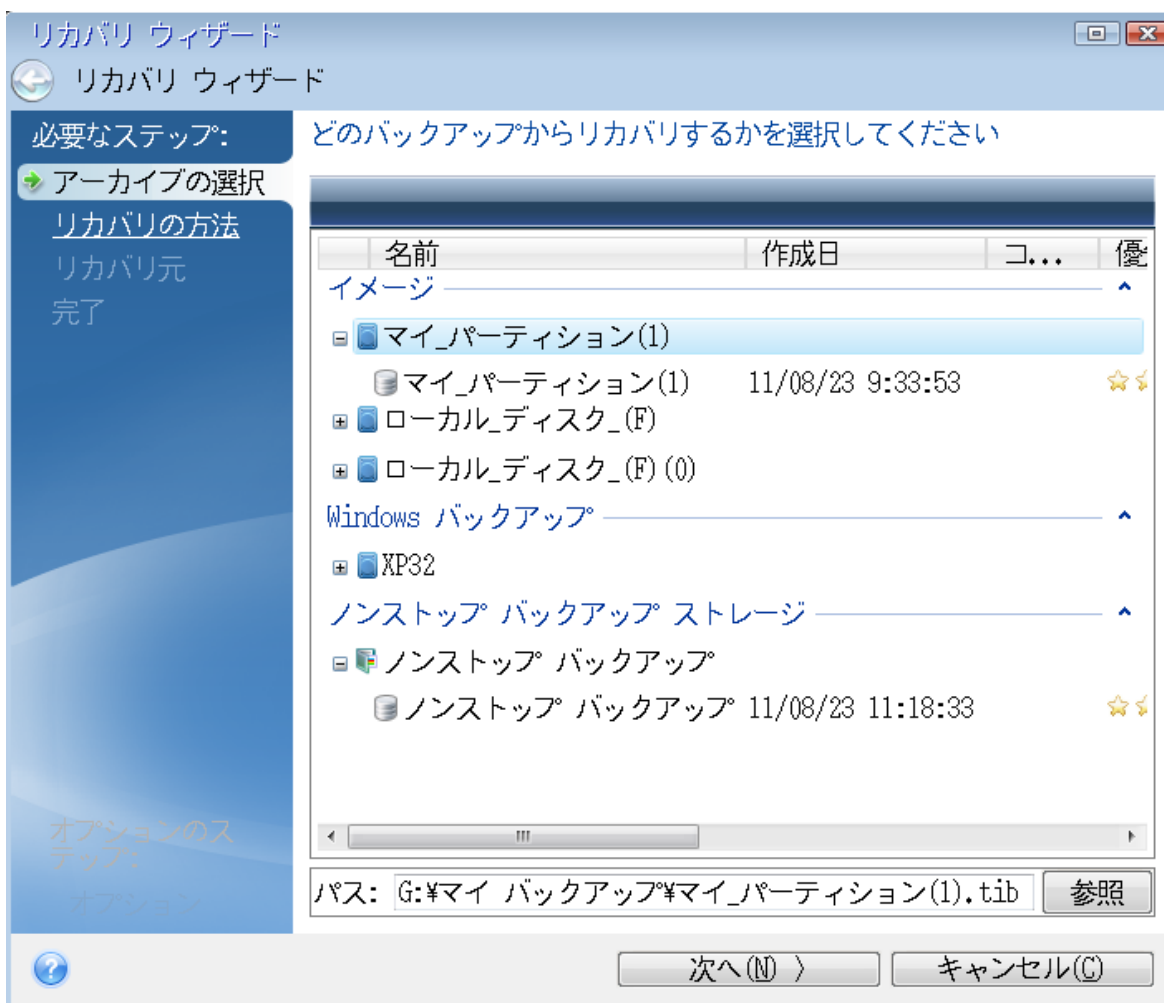 リカバリ ウィザード
リカバリ ウィザード
必要なステップ:
アーカイブの選択
リカバリの方法
リカバリ元
完了
オプションのス
テップ:
オプション
どのバックアップからリカバリするかを選択してください
名前 作成日 コ... 優
イメージ
マイ_パーティション(1)
マイ_パーティション(1) 11/08/23 9:33:53
ローカル_ディスク_(F)
ローカル_ディスク_(F)(0)
Windows バックアップ
XP32
ノンストップ バックアップ ストレージ
ノンストップ バックアップ
ノンストップ バックアップ 11/08/23 11:18:33
パス: G:¥マイ バックアップ¥マイ_パーティション(1).tib 参照
次へ(N) 〉 キャンセル(C)